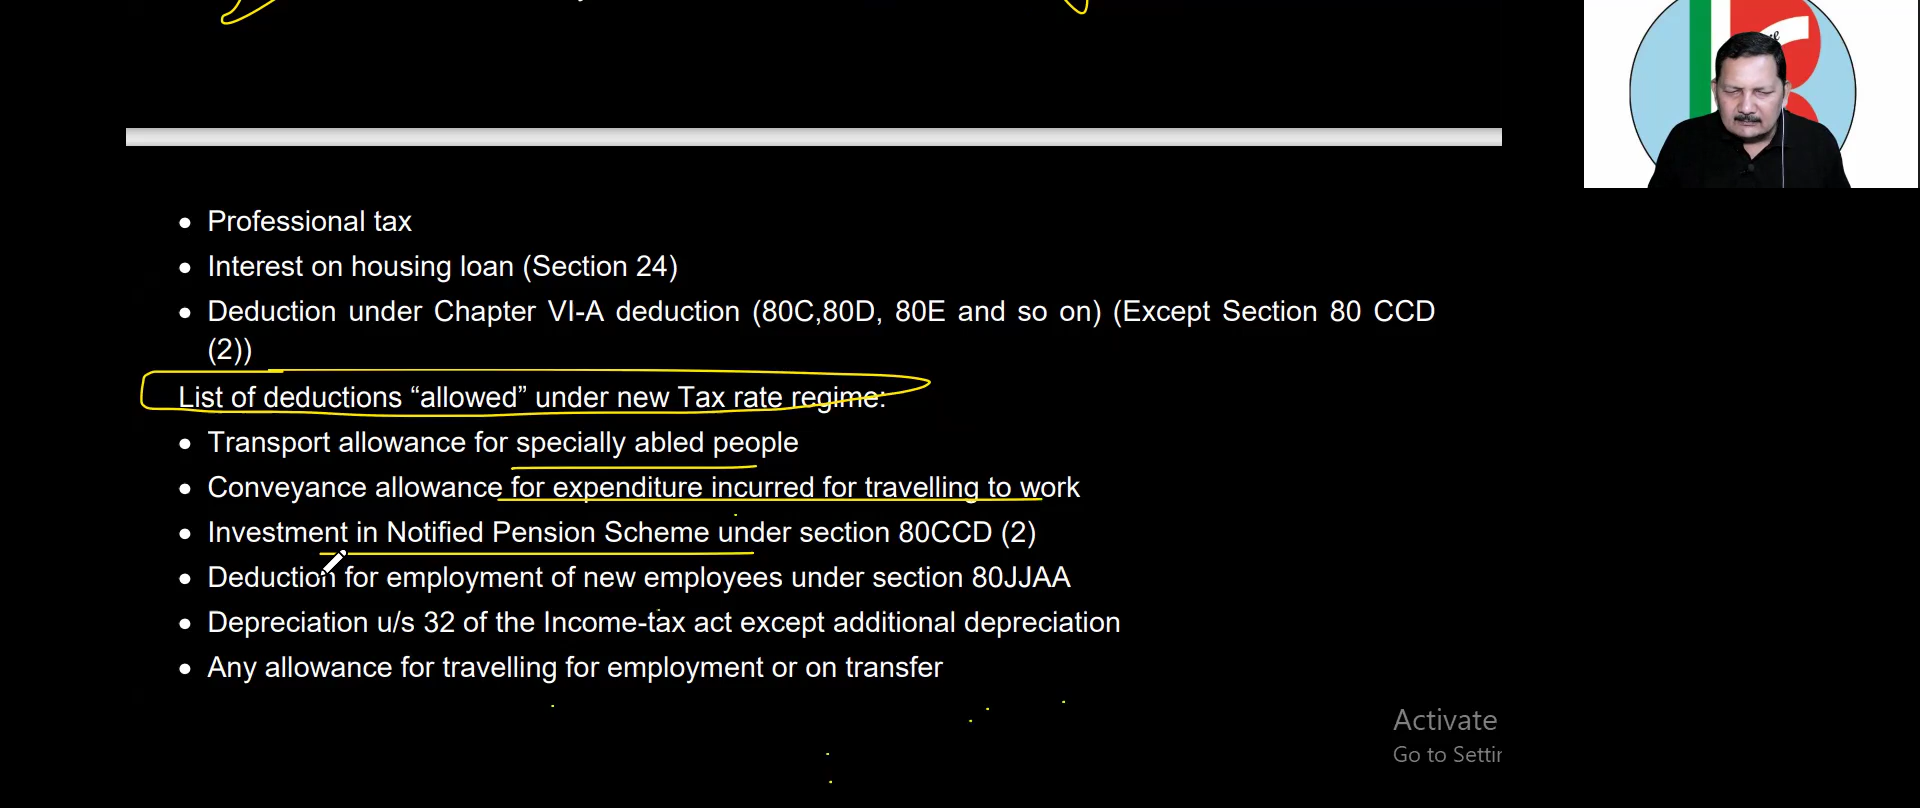 • Professional tax
• Interest on housing loan (Section 24)
• Deduction under Chapter VI-A deduction (80C,80D, 80E and so on) (Except Section 80 CCD
(2))
List of deductions “allowed” under new Tax rate regime:
• Transport allowance for specially abled people
• Conveyance allowance for expenditure incurred for travelling to work
• Investment in Notified Pension Scheme under section 80CCD (2)
• Deduction for employment of new employees under section 80JJAA
• Depreciation u/s 32 of the Income-tax act except additional depreciation
• Any allowance for travelling for employment or on transfer
Activate
Go to Settin